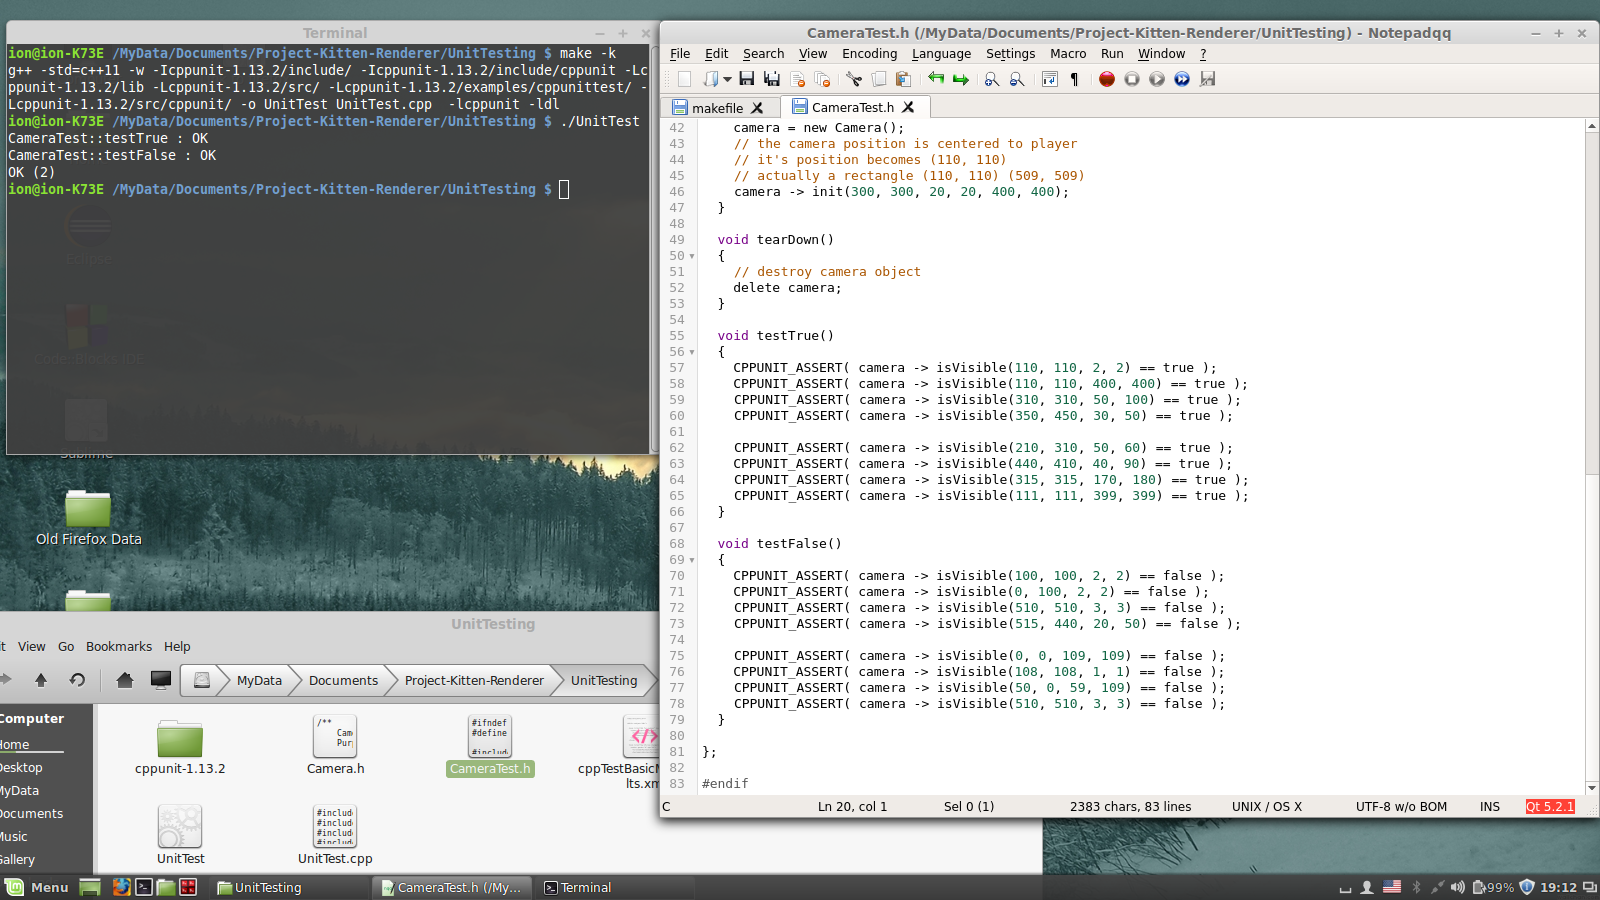 Terminal
ion@ion-K73E /MyData/Documents/Project-Kitten-Renderer/UnitTesting $ make -k
g++ -std=c++11 -w -Icppunit-1.13.2/include/ -Icppunit-1.13.2/include/cppunit -Lc
ppunit-1.13.2/lib -Lcppunit-1.13.2/src/ -Lcppunit-1.13.2/examples/cppunittest/ -
Lcppunit-1.13.2/src/cppunit/ -o UnitTest UnitTest.cpp  -lcppunit -ldl
ion@ion-K73E /MyData/Documents/Project-Kitten-Renderer/UnitTesting $ ./UnitTest
CameraTest::testTrue : OK
CameraTest::testFalse : OK
OK (2)
ion@ion-K73E /MyData/Documents/Project-Kitten-Renderer/UnitTesting $
Eclipse
Code::Blocks IDE
Sublime
Old Firefox Data
CameraTest.h (/MyData/Documents/Project-Kitten-Renderer/UnitTesting) - Notepadqq
File Edit Search View Encoding Language Settings Macro Run Window ?
makefile CameraTest.h
42 camera = new Camera();
43 // the camera position is centered to player
44 // it's position becomes (110, 110)
45 // actually a rectangle (110, 110) (509, 509)
46 camera -> init(300, 300, 20, 20, 400, 400);
47 }
48
49 void tearDown()
50 {
51 // destroy camera object
52 delete camera;
53 }
54
55 void testTrue()
56 {
57 CPPUNIT_ASSERT( camera -> isVisible(110, 110, 2, 2) == true );
58 CPPUNIT_ASSERT( camera -> isVisible(110, 110, 400, 400) == true );
59 CPPUNIT_ASSERT( camera -> isVisible(310, 310, 50, 100) == true );
60 CPPUNIT_ASSERT( camera -> isVisible(350, 450, 30, 50) == true );
61
62 CPPUNIT_ASSERT( camera -> isVisible(210, 310, 50, 60) == true );
63 CPPUNIT_ASSERT( camera -> isVisible(440, 410, 40, 90) == true );
64 CPPUNIT_ASSERT( camera -> isVisible(315, 315, 170, 180) == true );
65 CPPUNIT_ASSERT( camera -> isVisible(111, 111, 399, 399) == true );
66 }
67
68 void testFalse()
69 {
70 CPPUNIT_ASSERT( camera -> isVisible(100, 100, 2, 2) == false );
71 CPPUNIT_ASSERT( camera -> isVisible(0, 100, 2, 2) == false );
72 CPPUNIT_ASSERT( camera -> isVisible(510, 510, 3, 3) == false );
73 CPPUNIT_ASSERT( camera -> isVisible(515, 440, 20, 50) == false );
74
75 CPPUNIT_ASSERT( camera -> isVisible(0, 0, 109, 109) == false );
76 CPPUNIT_ASSERT( camera -> isVisible(108, 108, 1, 1) == false );
77 CPPUNIT_ASSERT( camera -> isVisible(50, 0, 59, 109) == false );
78 CPPUNIT_ASSERT( camera -> isVisible(510, 510, 3, 3) == false );
79 }
80
81 };
82
83 #endif
C Ln 20, col 1 Sel 0 (1) 2383 chars, 83 lines UNIX / OS X UTF-8 w/o BOM INS Qt 5.2.1
UnitTesting
it View Go Bookmarks Help
MyData Documents Project-Kitten-Renderer UnitTesting
Computer
Home
Desktop
MyData
Documents
Music
Gallery
/**
Cam
Pur
#ifndef
#define
#include
</>
cppunit-1.13.2 Camera.h CameraTest.h cppTestBasicM
lts.xm
#includ
#includ
#includ
#includ
UnitTest UnitTest.cpp
Menu UnitTesting CameraTest.h (/My... Terminal 99% 19:12